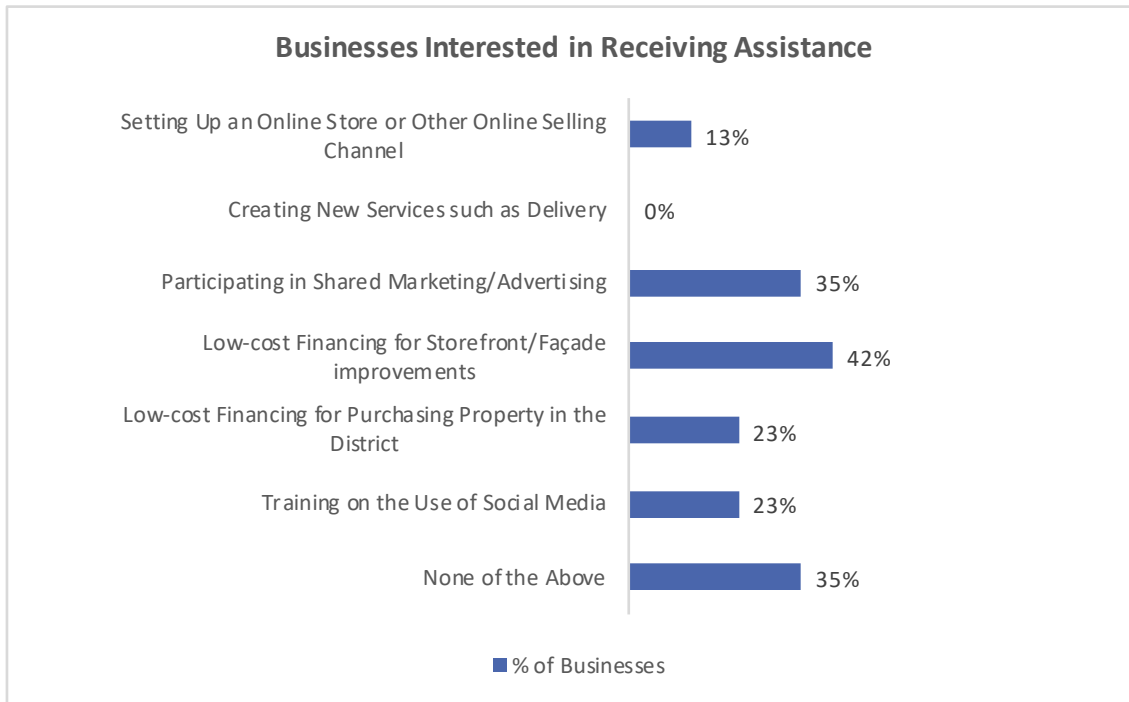 Businesses Interested in Receiving Assistance
Setting Up an Online Store or Other Online Selling
Channel
13%
Creating New Services such as Delivery
0%
Participating in Shared Marketing/Advertising
35%
Low-cost Financing for Storefront/Façade
improvements
42%
Low-cost Financing for Purchasing Property in the
District
23%
Training on the Use of Social Media
23%
None of the Above
35%
% of Businesses